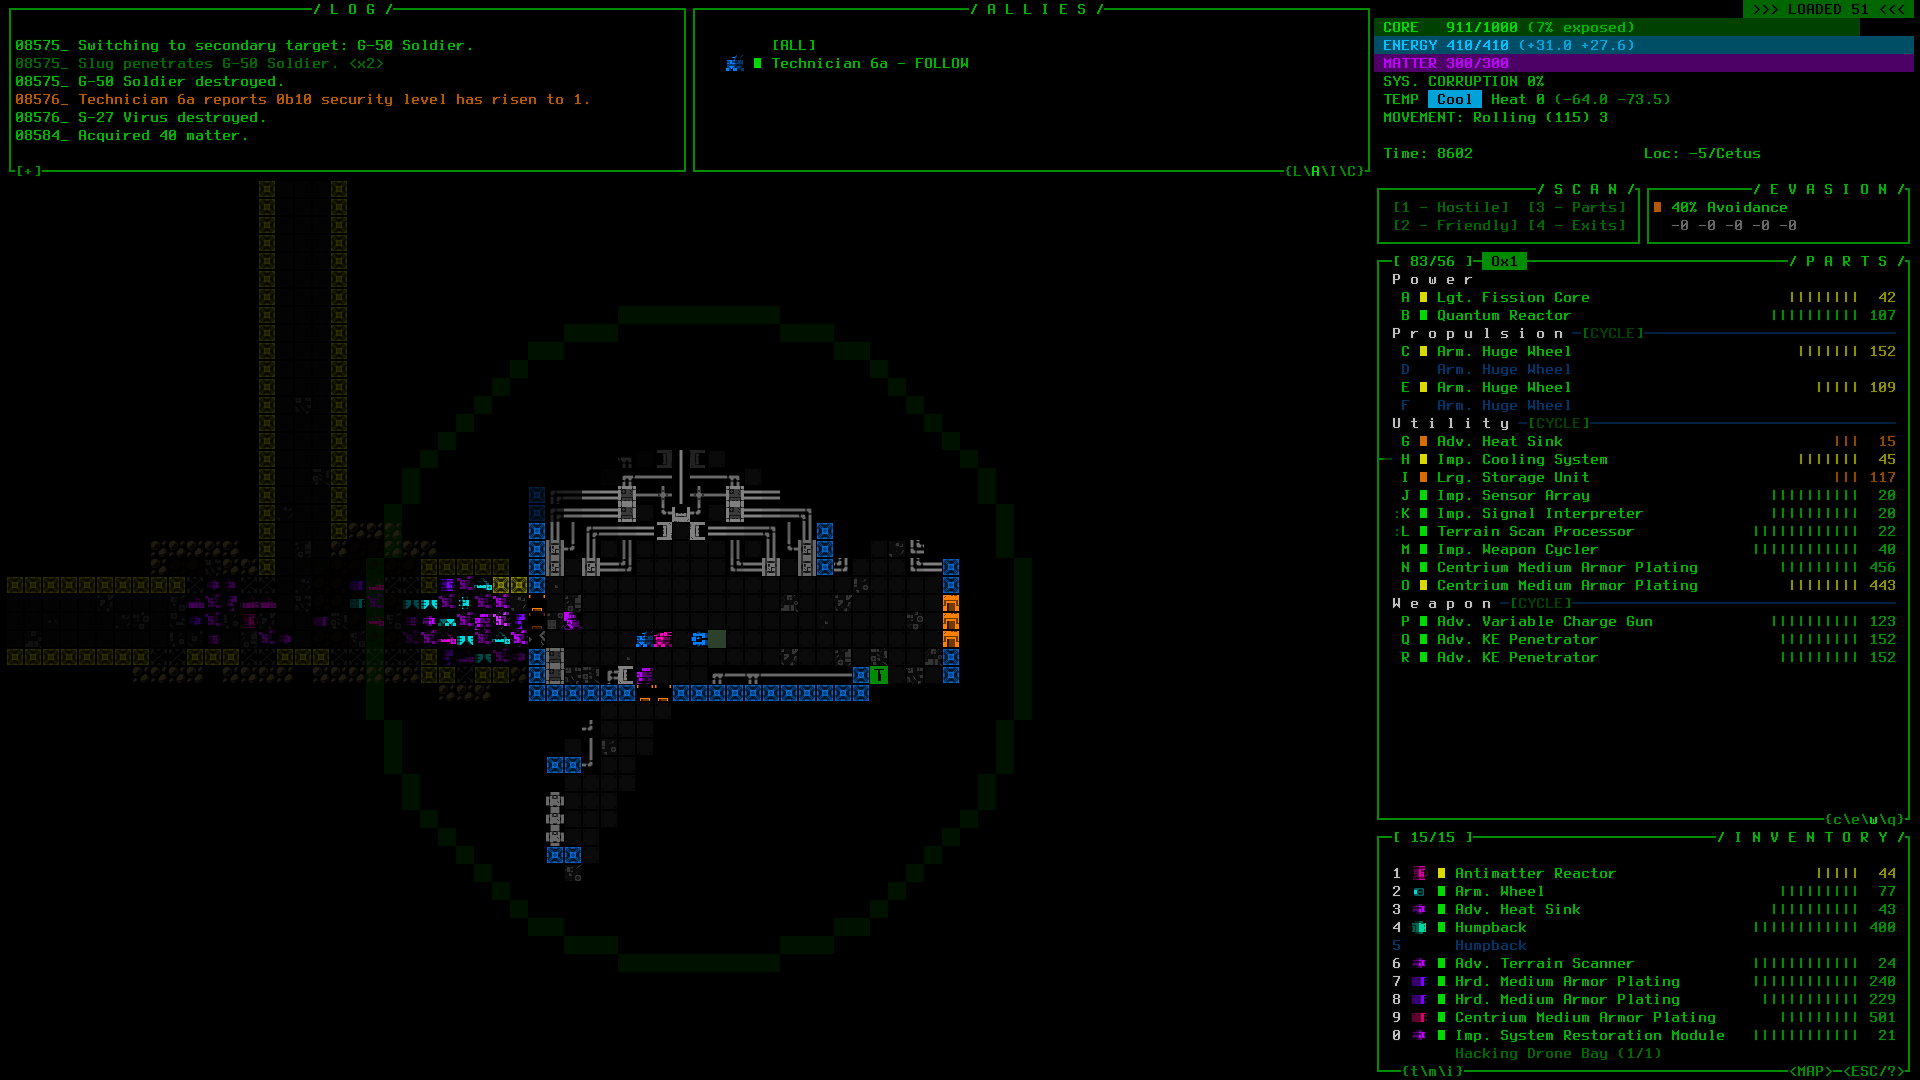 / L O G /
08575_ Switching to secondary target: G-50 Soldier.
08575_ Slug penetrates G-50 Soldier. <x2>
08575_ G-50 Soldier destroyed.
08576_ Technician 6a reports 0b10 security level has risen to 1.
08576_ S-27 Virus destroyed.
08584_ Acquired 40 matter.
[+]
/ A L L I E S /
[ALL]
Technician 6a - FOLLOW
{L\A\I\C}
>>> LOADED 51 <<<
CORE 911/1000 (7% exposed)
ENERGY 410/410 (+31.0 +27.6)
MATTER 300/300
SYS. CORRUPTION 0%
TEMP Cool Heat 0 (-64.0 -73.5)
MOVEMENT: Rolling (115) 3
Time: 8602 Loc: -5/Cetus
/ S C A N /
[1 - Hostile] [3 - Parts]
[2 - Friendly] [4 - Exits]
/ E V A S I O N /
40% Avoidance
-0 -0 -0 -0 -0
[ 83/56 ] 0x1 / P A R T S /
P o w e r
A Lgt. Fission Core 42
B Quantum Reactor 107
P r o p u l s i o n [CYCLE]
C Arm. Huge Wheel 152
D Arm. Huge Wheel
E Arm. Huge Wheel 109
F Arm. Huge Wheel
U t i l i t y [CYCLE]
G Adv. Heat Sink 15
H Imp. Cooling System 45
I Lrg. Storage Unit 117
J Imp. Sensor Array 20
:K Imp. Signal Interpreter 20
:L Terrain Scan Processor 22
M Imp. Weapon Cycler 40
N Centrium Medium Armor Plating 456
O Centrium Medium Armor Plating 443
W e a p o n [CYCLE]
P Adv. Variable Charge Gun 123
Q Adv. KE Penetrator 152
R Adv. KE Penetrator 152
{c\e\w\q}
[ 15/15 ] / I N V E N T O R Y /
1 Antimatter Reactor 44
2 Arm. Wheel 77
3 Adv. Heat Sink 43
4 Humpback 400
5 Humpback
6 Adv. Terrain Scanner 24
7 Hrd. Medium Armor Plating 240
8 Hrd. Medium Armor Plating 229
9 Centrium Medium Armor Plating 501
0 Imp. System Restoration Module 21
Hacking Drone Bay (1/1)
{t\m\i} <MAP> <ESC/?>